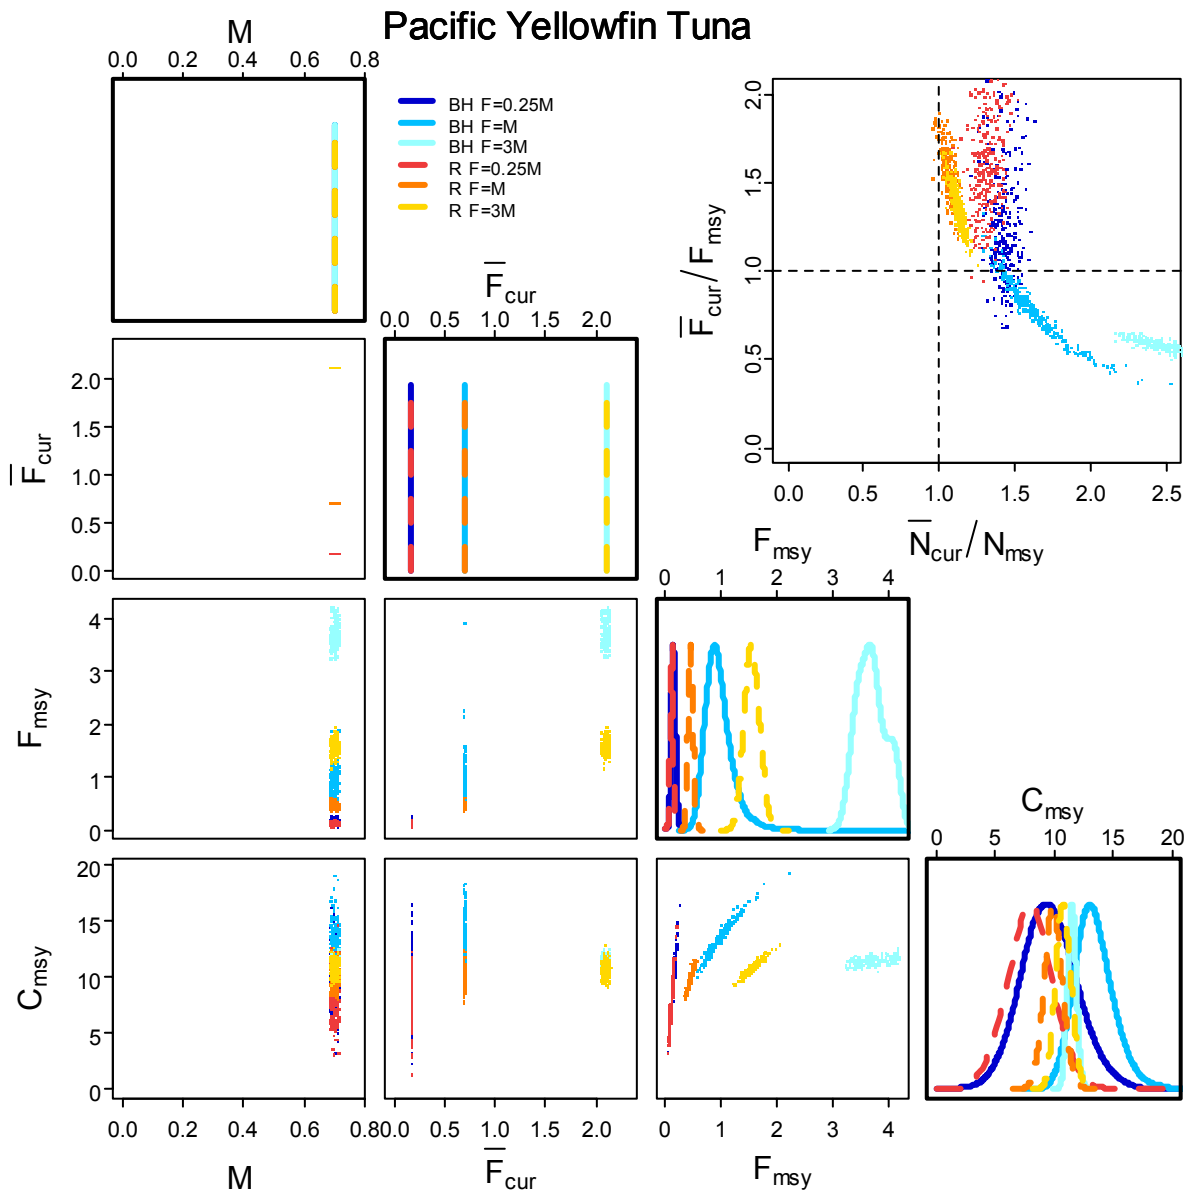 Pacific Yellowfin Tuna
M
0.0 0.2 0.4 0.6 0.8
BH F=0.25M
BH F=M
BH F=3M
R F=0.25M
R F=M
R F=3M
2.0
1.5
1.0
0.5
0.0
F̅cur/Fmsy
0.0 0.5 1.0 1.5 2.0 2.5
N̅cur/Nmsy
F̅cur
0.0 0.5 1.0 1.5 2.0
F̅cur
2.0
1.5
1.0
0.5
0.0
Fmsy
0 1 2 3 4
Fmsy
4
3
2
1
0
Cmsy
0 5 10 15 20
Cmsy
20
15
10
5
0
0.0 0.2 0.4 0.6 0.8
0.0 0.5 1.0 1.5 2.0
0 1 2 3 4
M
F̅cur
Fmsy